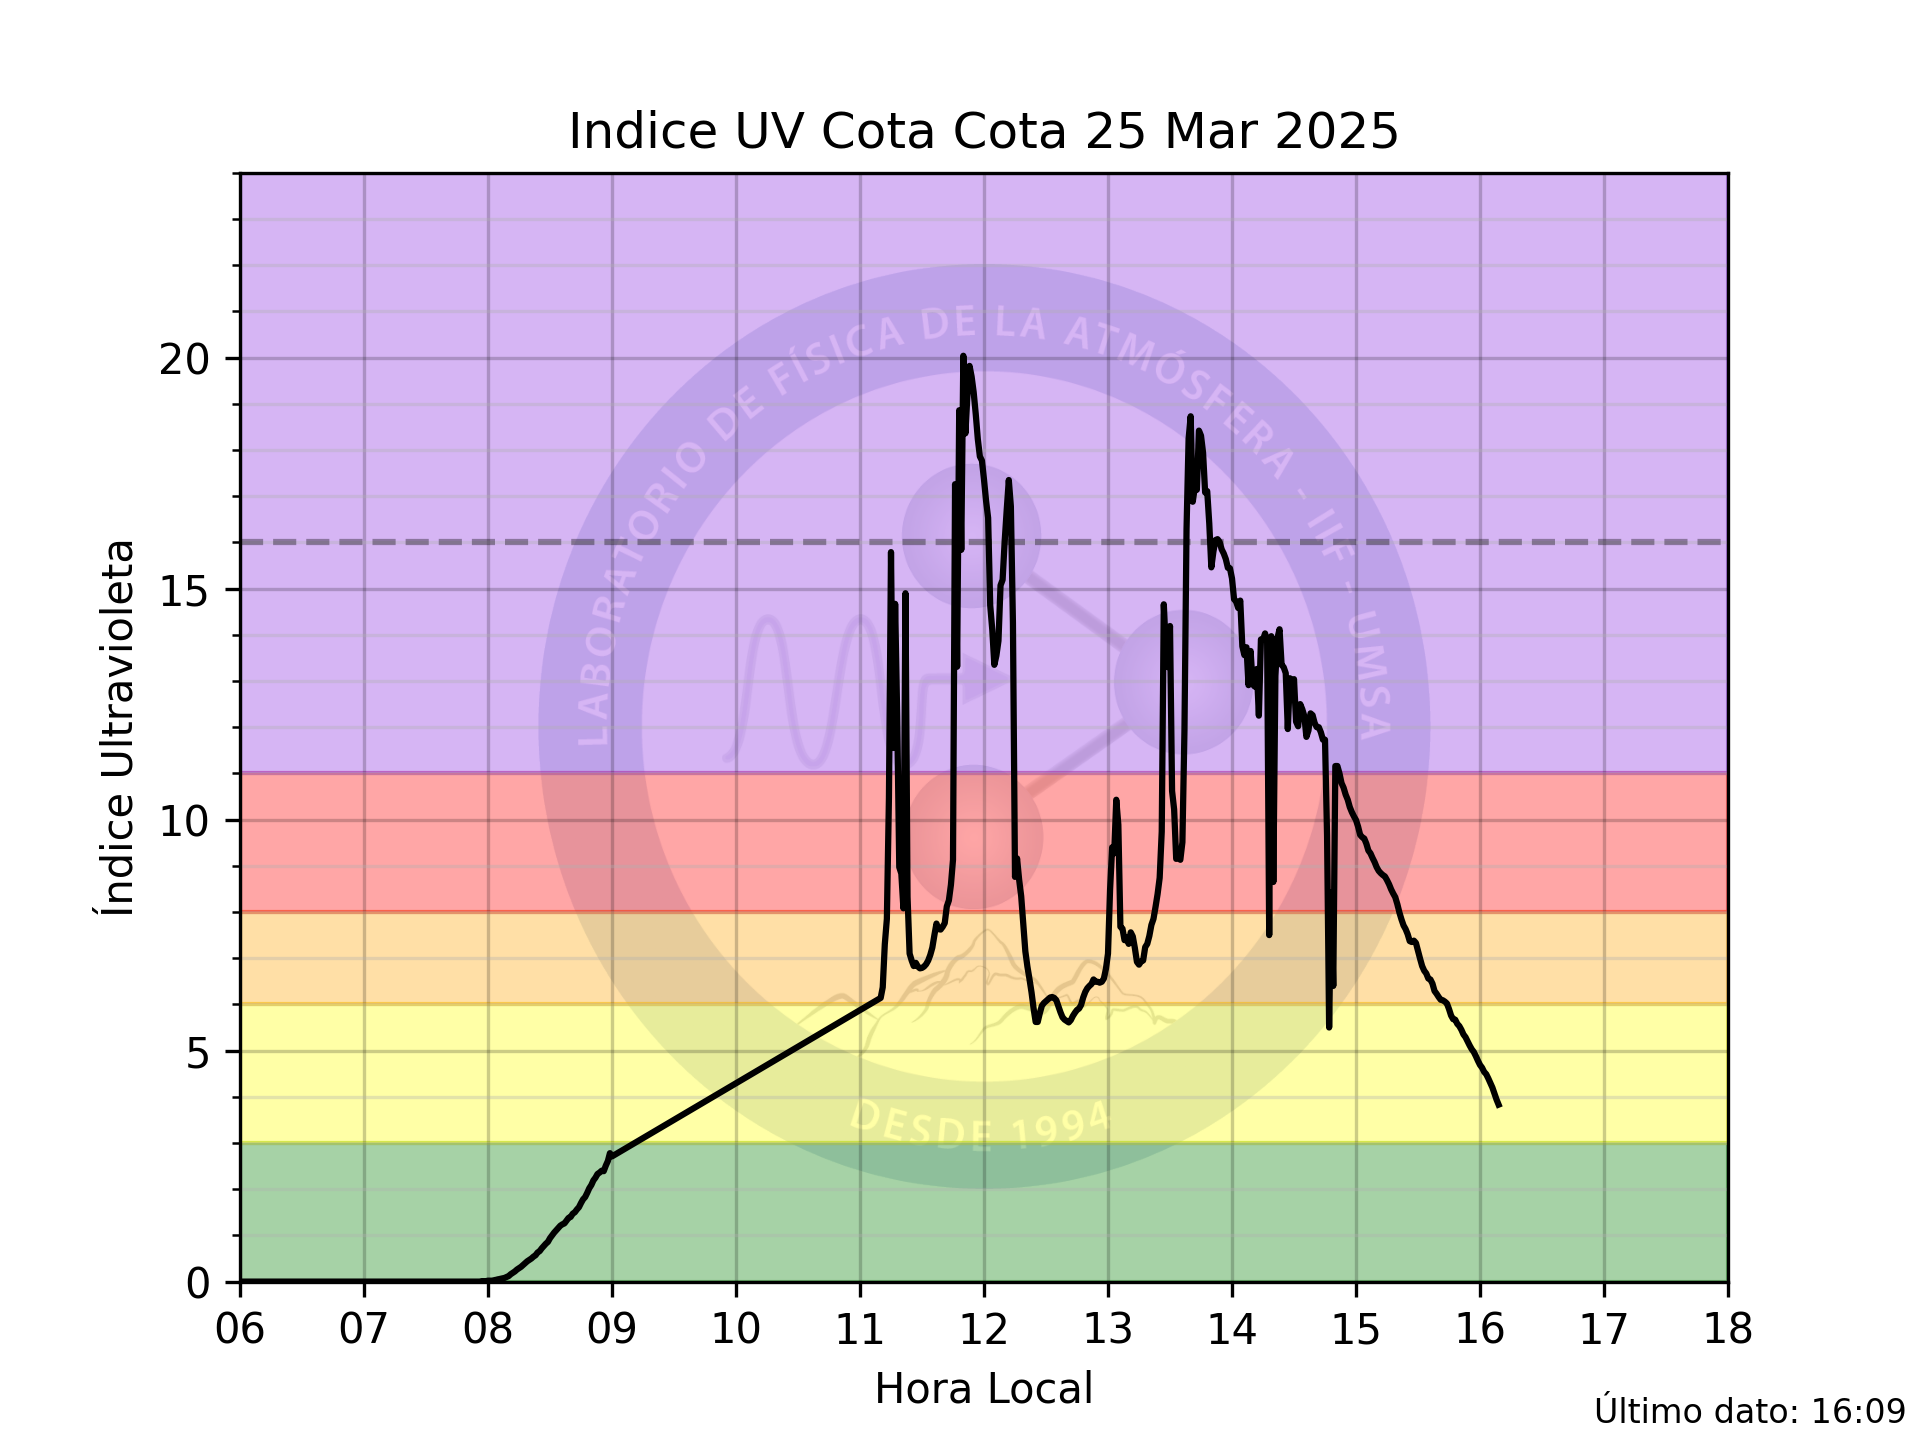 Indice UV Cota Cota 25 Mar 2025
LABORATORIO DE FÍSICA DE LA ATMÓSFERA - IIF - UMSA
DESDE 1994
Índice Ultravioleta
20
15
10
5
0
06 07 08 09 10 11 12 13 14 15 16 17 18
Hora Local
Último dato: 16:09